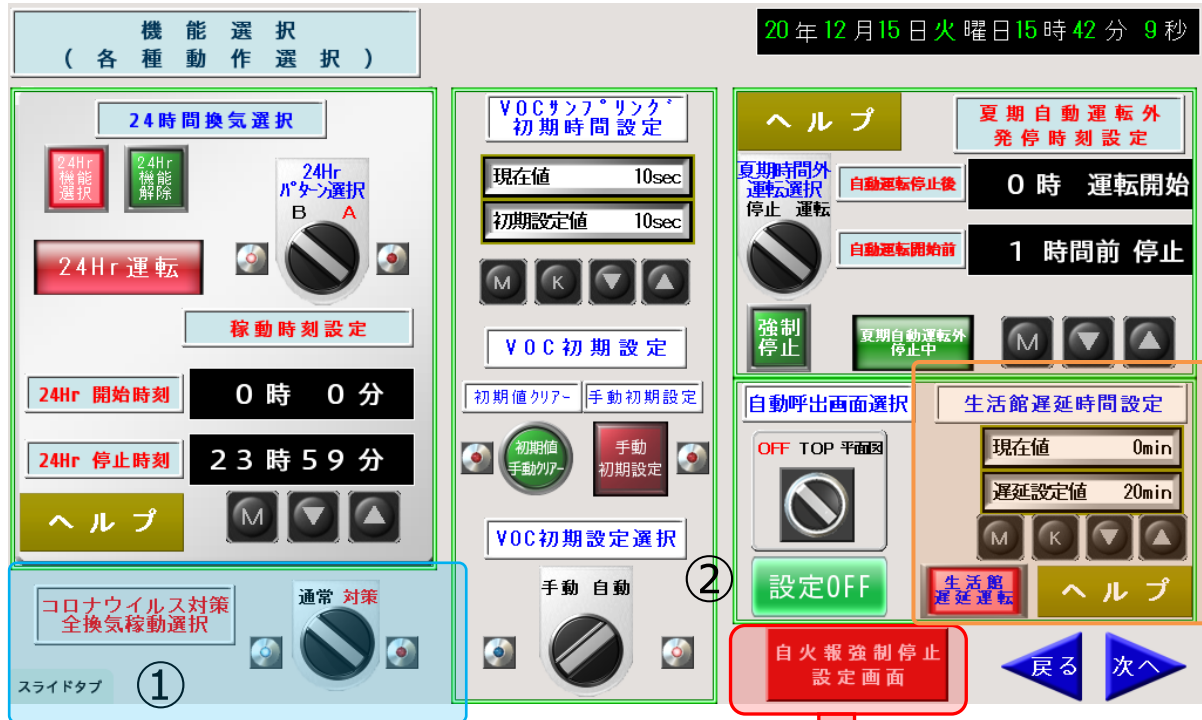 機能選択
(各種動作選択)
20年12月15日火曜日15時42分 9秒
24時間換気選択
24Hr
機能
選択
24Hr
機能
解除
24Hr
パターン選択
B A
24Hr運転
稼動時刻設定
24Hr 開始時刻
0時 0分
24Hr 停止時刻
23時59分
ヘルプ
M
コロナウイルス対策
全換気稼動選択
通常 対策
スライドタブ
①
VOCサンプリング
初期時間設定
現在値 10sec
初期設定値 10sec
M K
VOC初期設定
初期値クリアー
手動初期設定
初期値
手動クリアー
手動
初期設定
VOC初期設定選択
手動 自動
②
ヘルプ
夏期自動運転外
発停時刻設定
夏期時間外
運転選択
停止 運転
自動運転停止後
0時 運転開始
自動運転開始前
1 時間前 停止
強制
停止
夏期自動運転外
停止中
M
自動呼出画面選択
OFF TOP 平面図
設定OFF
生活館遅延時間設定
現在値 0min
遅延設定値 20min
M K
生活館
遅延運転
ヘルプ
自火報強制停止
設定画面
戻る
次へ